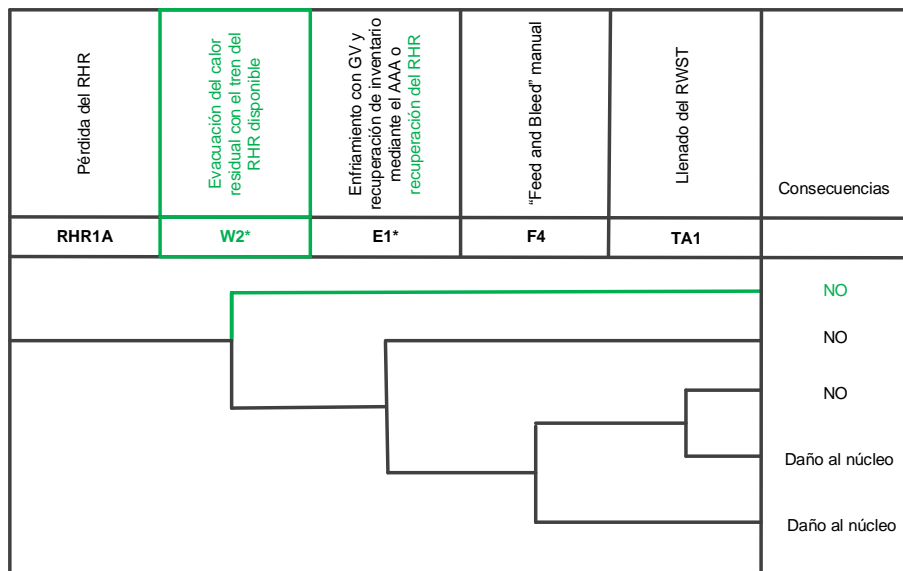 Pérdida del RHR
Evacuación del calor
residual con el tren del
RHR disponible
Enfriamiento con GV y
recuperación de inventario
mediante el AAA o
recuperación del RHR
“Feed and Bleed” manual
Llenado del RWST
Consecuencias
RHR1A
W2*
E1*
F4
TA1
NO
NO
NO
Daño al núcleo
Daño al núcleo